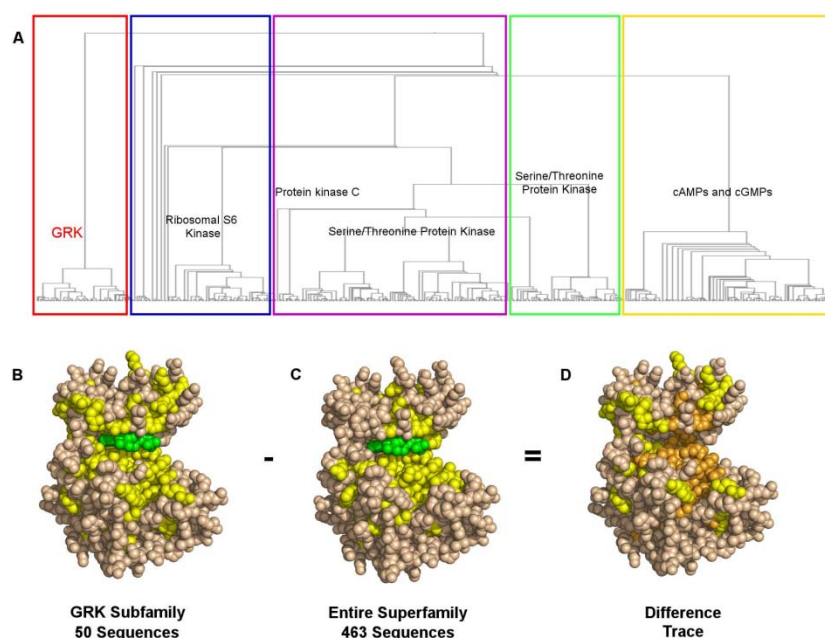 A
GRK
Ribosomal S6
Kinase
Protein kinase C
Serine/Threonine Protein Kinase
Serine/Threonine
Protein Kinase
cAMPs and cGMPs
B
C
D
-
=
GRK Subfamily
50 Sequences
Entire Superfamily
463 Sequences
Difference
Trace